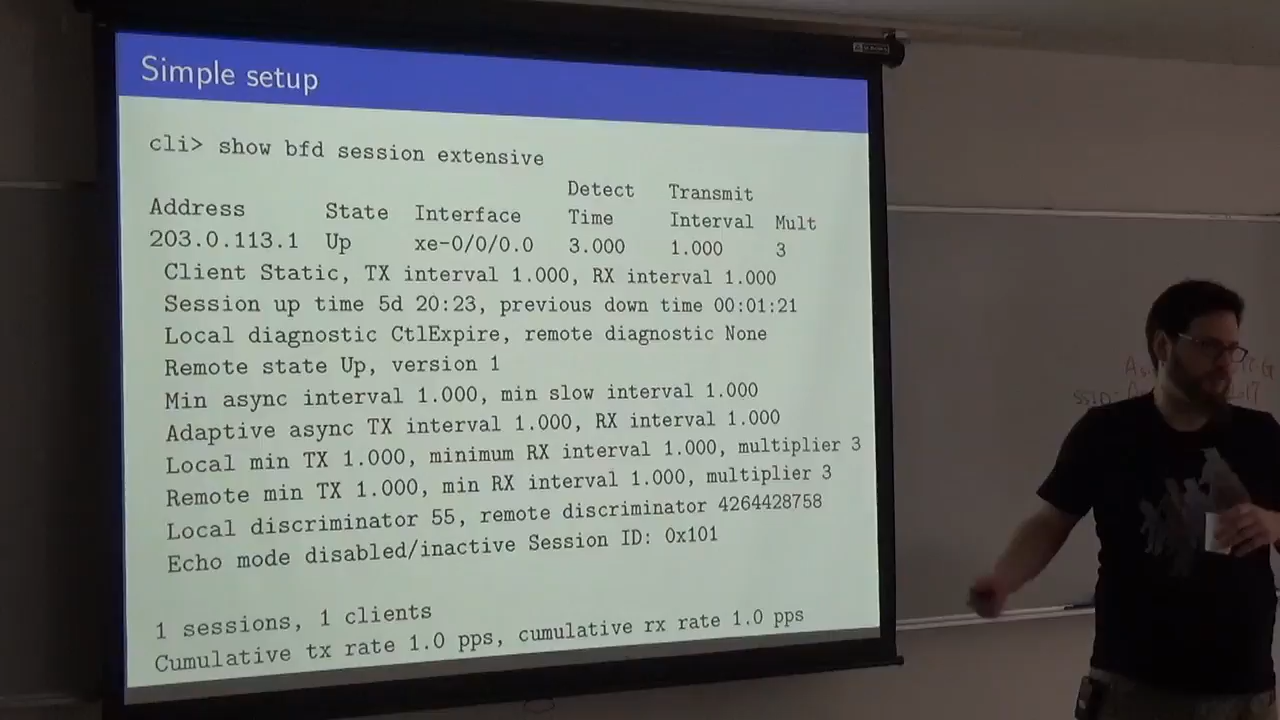 Simple setup
cli> show bfd session extensive
Detect Transmit
Address State Interface Time Interval Mult
203.0.113.1 Up xe-0/0/0.0 3.000 1.000 3
Client Static, TX interval 1.000, RX interval 1.000
Session up time 5d 20:23, previous down time 00:01:21
Local diagnostic CtlExpire, remote diagnostic None
Remote state Up, version 1
Min async interval 1.000, min slow interval 1.000
Adaptive async TX interval 1.000, RX interval 1.000
Local min TX 1.000, minimum RX interval 1.000, multiplier 3
Remote min TX 1.000, min RX interval 1.000, multiplier 3
Local discriminator 55, remote discriminator 4264428758
Echo mode disabled/inactive Session ID: 0x101
1 sessions, 1 clients
Cumulative tx rate 1.0 pps, cumulative rx rate 1.0 pps
SSID